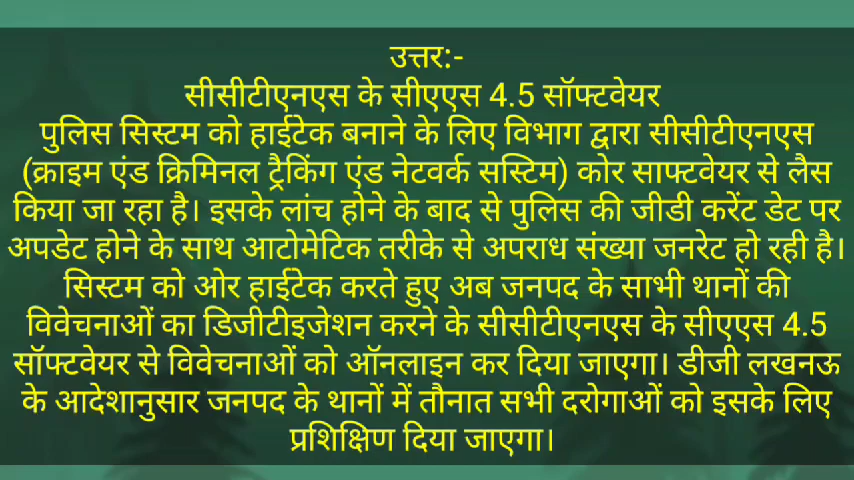 उत्तर:-
सीसीटीएनएस के सीएएस 4.5 सॉफ्टवेयर
पुलिस सिस्टम को हाईटेक बनाने के लिए विभाग द्वारा सीसीटीएनएस
(क्राइम एंड क्रिमिनल ट्रैकिंग एंड नेटवर्क सस्टिम) कोर साफ्टवेयर से लैस
किया जा रहा है। इसके लांच होने के बाद से पुलिस की जीडी करेंट डेट पर
अपडेट होने के साथ आटोमेटिक तरीके से अपराध संख्या जनरेट हो रही है।
सिस्टम को ओर हाईटेक करते हुए अब जनपद के साभी थानों की
विवेचनाओं का डिजीटीइजेशन करने के सीसीटीएनएस के सीएएस 4.5
सॉफ्टवेयर से विवेचनाओं को ऑनलाइन कर दिया जाएगा। डीजी लखनऊ
के आदेशानुसार जनपद के थानों में तौनात सभी दरोगाओं को इसके लिए
प्रशिक्षिण दिया जाएगा।